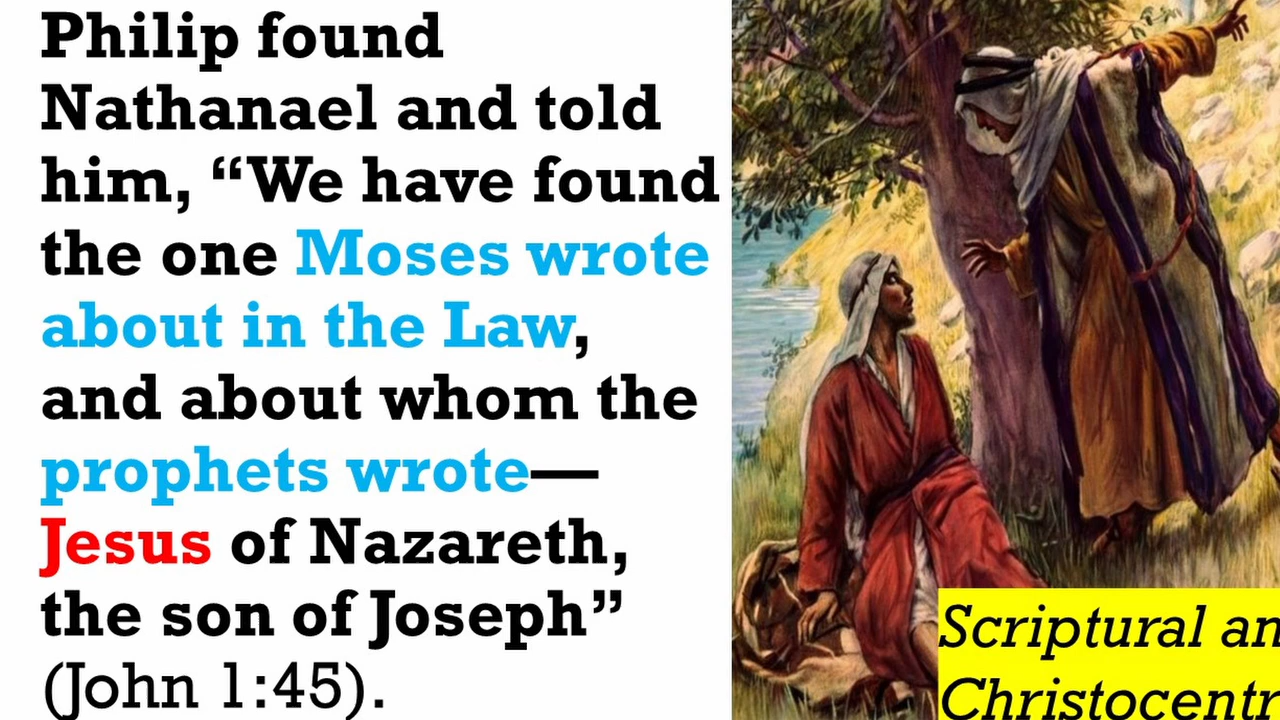 Philip found
Nathanael and told
him, “We have found
the one Moses wrote
about in the Law,
and about whom the
prophets wrote—
Jesus of Nazareth,
the son of Joseph”
(John 1:45).
Scriptural an
Christocentr